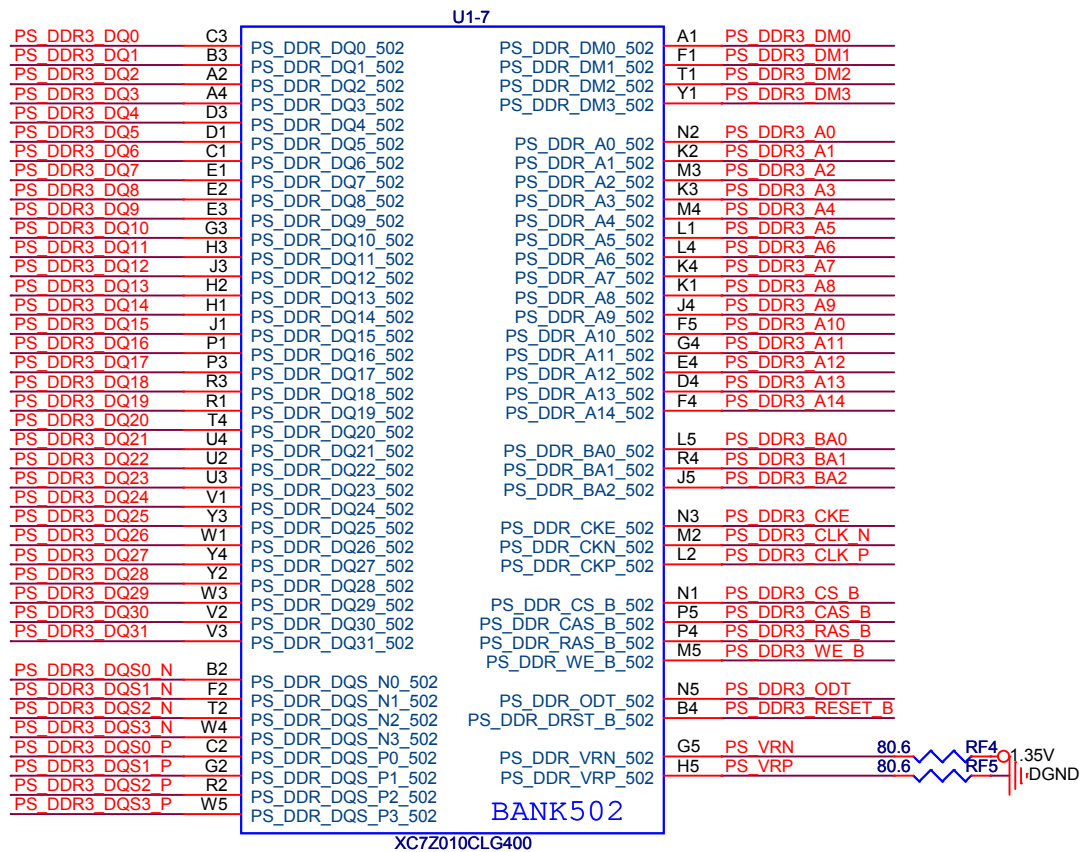 U1-7
PS_DDR3_DQ0 C3 PS_DDR_DQ0_502 PS_DDR_DM0_502 A1 PS_DDR3_DM0
PS_DDR3_DQ1 B3 PS_DDR_DQ1_502 PS_DDR_DM1_502 F1 PS_DDR3_DM1
PS_DDR3_DQ2 A2 PS_DDR_DQ2_502 PS_DDR_DM2_502 T1 PS_DDR3_DM2
PS_DDR3_DQ3 A4 PS_DDR_DQ3_502 PS_DDR_DM3_502 Y1 PS_DDR3_DM3
PS_DDR3_DQ4 D3 PS_DDR_DQ4_502
PS_DDR3_DQ5 D1 PS_DDR_DQ5_502 PS_DDR_A0_502 N2 PS_DDR3_A0
PS_DDR3_DQ6 C1 PS_DDR_DQ6_502 PS_DDR_A1_502 K2 PS_DDR3_A1
PS_DDR3_DQ7 E1 PS_DDR_DQ7_502 PS_DDR_A2_502 M3 PS_DDR3_A2
PS_DDR3_DQ8 E2 PS_DDR_DQ8_502 PS_DDR_A3_502 K3 PS_DDR3_A3
PS_DDR3_DQ9 E3 PS_DDR_DQ9_502 PS_DDR_A4_502 M4 PS_DDR3_A4
PS_DDR3_DQ10 G3 PS_DDR_DQ10_502 PS_DDR_A5_502 L1 PS_DDR3_A5
PS_DDR3_DQ11 H3 PS_DDR_DQ11_502 PS_DDR_A6_502 L4 PS_DDR3_A6
PS_DDR3_DQ12 J3 PS_DDR_DQ12_502 PS_DDR_A7_502 K4 PS_DDR3_A7
PS_DDR3_DQ13 H2 PS_DDR_DQ13_502 PS_DDR_A8_502 K1 PS_DDR3_A8
PS_DDR3_DQ14 H1 PS_DDR_DQ14_502 PS_DDR_A9_502 J4 PS_DDR3_A9
PS_DDR3_DQ15 J1 PS_DDR_DQ15_502 PS_DDR_A10_502 F5 PS_DDR3_A10
PS_DDR3_DQ16 P1 PS_DDR_DQ16_502 PS_DDR_A11_502 G4 PS_DDR3_A11
PS_DDR3_DQ17 P3 PS_DDR_DQ17_502 PS_DDR_A12_502 E4 PS_DDR3_A12
PS_DDR3_DQ18 R3 PS_DDR_DQ18_502 PS_DDR_A13_502 D4 PS_DDR3_A13
PS_DDR3_DQ19 R1 PS_DDR_DQ19_502 PS_DDR_A14_502 F4 PS_DDR3_A14
PS_DDR3_DQ20 T4 PS_DDR_DQ20_502
PS_DDR3_DQ21 U4 PS_DDR_DQ21_502 PS_DDR_BA0_502 L5 PS_DDR3_BA0
PS_DDR3_DQ22 U2 PS_DDR_DQ22_502 PS_DDR_BA1_502 R4 PS_DDR3_BA1
PS_DDR3_DQ23 U3 PS_DDR_DQ23_502 PS_DDR_BA2_502 J5 PS_DDR3_BA2
PS_DDR3_DQ24 V1 PS_DDR_DQ24_502
PS_DDR3_DQ25 Y3 PS_DDR_DQ25_502 PS_DDR_CKE_502 N3 PS_DDR3_CKE
PS_DDR3_DQ26 W1 PS_DDR_DQ26_502 PS_DDR_CKN_502 M2 PS_DDR3_CLK_N
PS_DDR3_DQ27 Y4 PS_DDR_DQ27_502 PS_DDR_CKP_502 L2 PS_DDR3_CLK_P
PS_DDR3_DQ28 Y2 PS_DDR_DQ28_502
PS_DDR3_DQ29 W3 PS_DDR_DQ29_502 PS_DDR_CS_B_502 N1 PS_DDR3_CS_B
PS_DDR3_DQ30 V2 PS_DDR_DQ30_502 PS_DDR_CAS_B_502 P5 PS_DDR3_CAS_B
PS_DDR3_DQ31 V3 PS_DDR_DQ31_502 PS_DDR_RAS_B_502 P4 PS_DDR3_RAS_B
PS_DDR_WE_B_502 M5 PS_DDR3_WE_B
PS_DDR3_DQS0_N B2 PS_DDR_DQS_N0_502
PS_DDR3_DQS1_N F2 PS_DDR_DQS_N1_502 PS_DDR_ODT_502 N5 PS_DDR3_ODT
PS_DDR3_DQS2_N T2 PS_DDR_DQS_N2_502 PS_DDR_DRST_B_502 B4 PS_DDR3_RESET_B
PS_DDR3_DQS3_N W4 PS_DDR_DQS_N3_502
PS_DDR3_DQS0_P C2 PS_DDR_DQS_P0_502 PS_DDR_VRN_502 G5 PS_VRN 80.6 RF4 1.35V
PS_DDR3_DQS1_P G2 PS_DDR_DQS_P1_502 PS_DDR_VRP_502 H5 PS_VRP 80.6 RF5 DGND
PS_DDR3_DQS2_P R2 PS_DDR_DQS_P2_502
PS_DDR3_DQS3_P W5 PS_DDR_DQS_P3_502 BANK502
XC7Z010CLG400